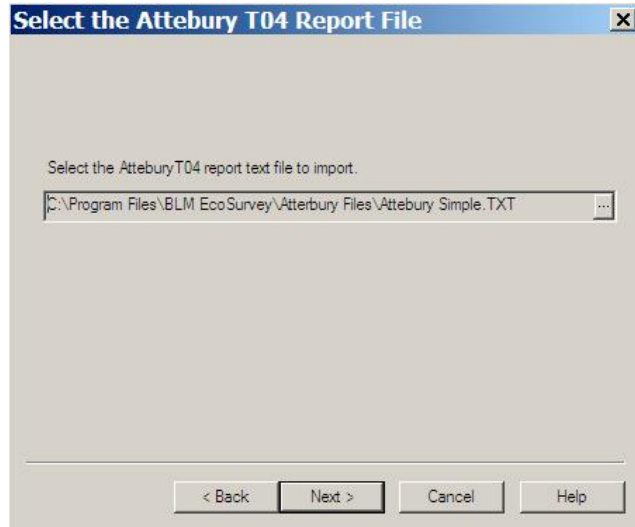 Select the Attebury T04 Report File
Select the AtteburyT04 report text file to import.
C:\Program Files\BLM EcoSurvey\Atterbury Files\Attebury Simple.TXT
...
< Back Next > Cancel Help